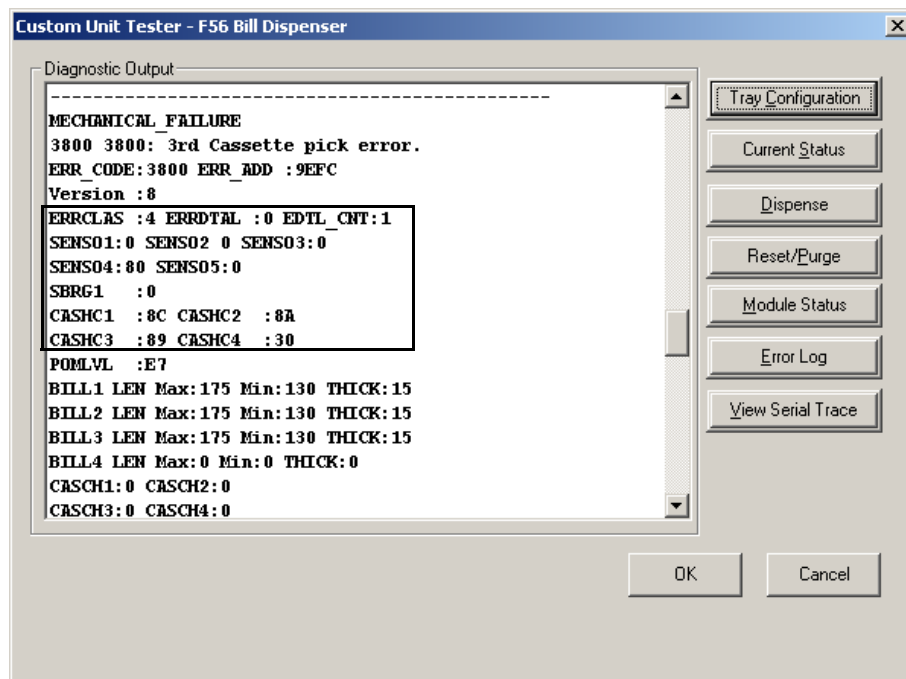 Custom Unit Tester - F56 Bill Dispenser
Diagnostic Output
-----------------------------------------------
MECHANICAL_FAILURE
3800 3800: 3rd Cassette pick error.
ERR_CODE:3800 ERR_ADD :9EFC
Version :8
ERRCLAS :4 ERRDTAL :0 EDTL_CNT:1
SENSO1:0 SENSO2 0 SENSO3:0
SENSO4:80 SENSO5:0
SBRG1 :0
CASHC1 :8C CASHC2 :8A
CASHC3 :89 CASHC4 :30
POMLVL :E7
BILL1 LEN Max:175 Min:130 THICK:15
BILL2 LEN Max:175 Min:130 THICK:15
BILL3 LEN Max:175 Min:130 THICK:15
BILL4 LEN Max:0 Min:0 THICK:0
CASCH1:0 CASCH2:0
CASCH3:0 CASCH4:0
Tray Configuration
Current Status
Dispense
Reset/Purge
Module Status
Error Log
View Serial Trace
OK
Cancel